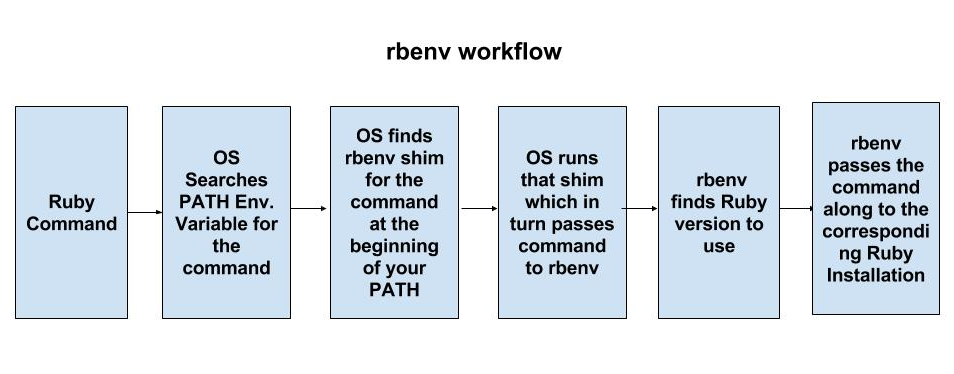 rbenv workflow
Ruby
Command
OS
Searches
PATH Env.
Variable for
the
command
OS finds
rbenv shim
for the
command
at the
beginning
of your
PATH
OS runs
that shim
which in
turn passes
command
to rbenv
rbenv
finds Ruby
version to
use
rbenv
passes the
command
along to the
correspondi
ng Ruby
Installation